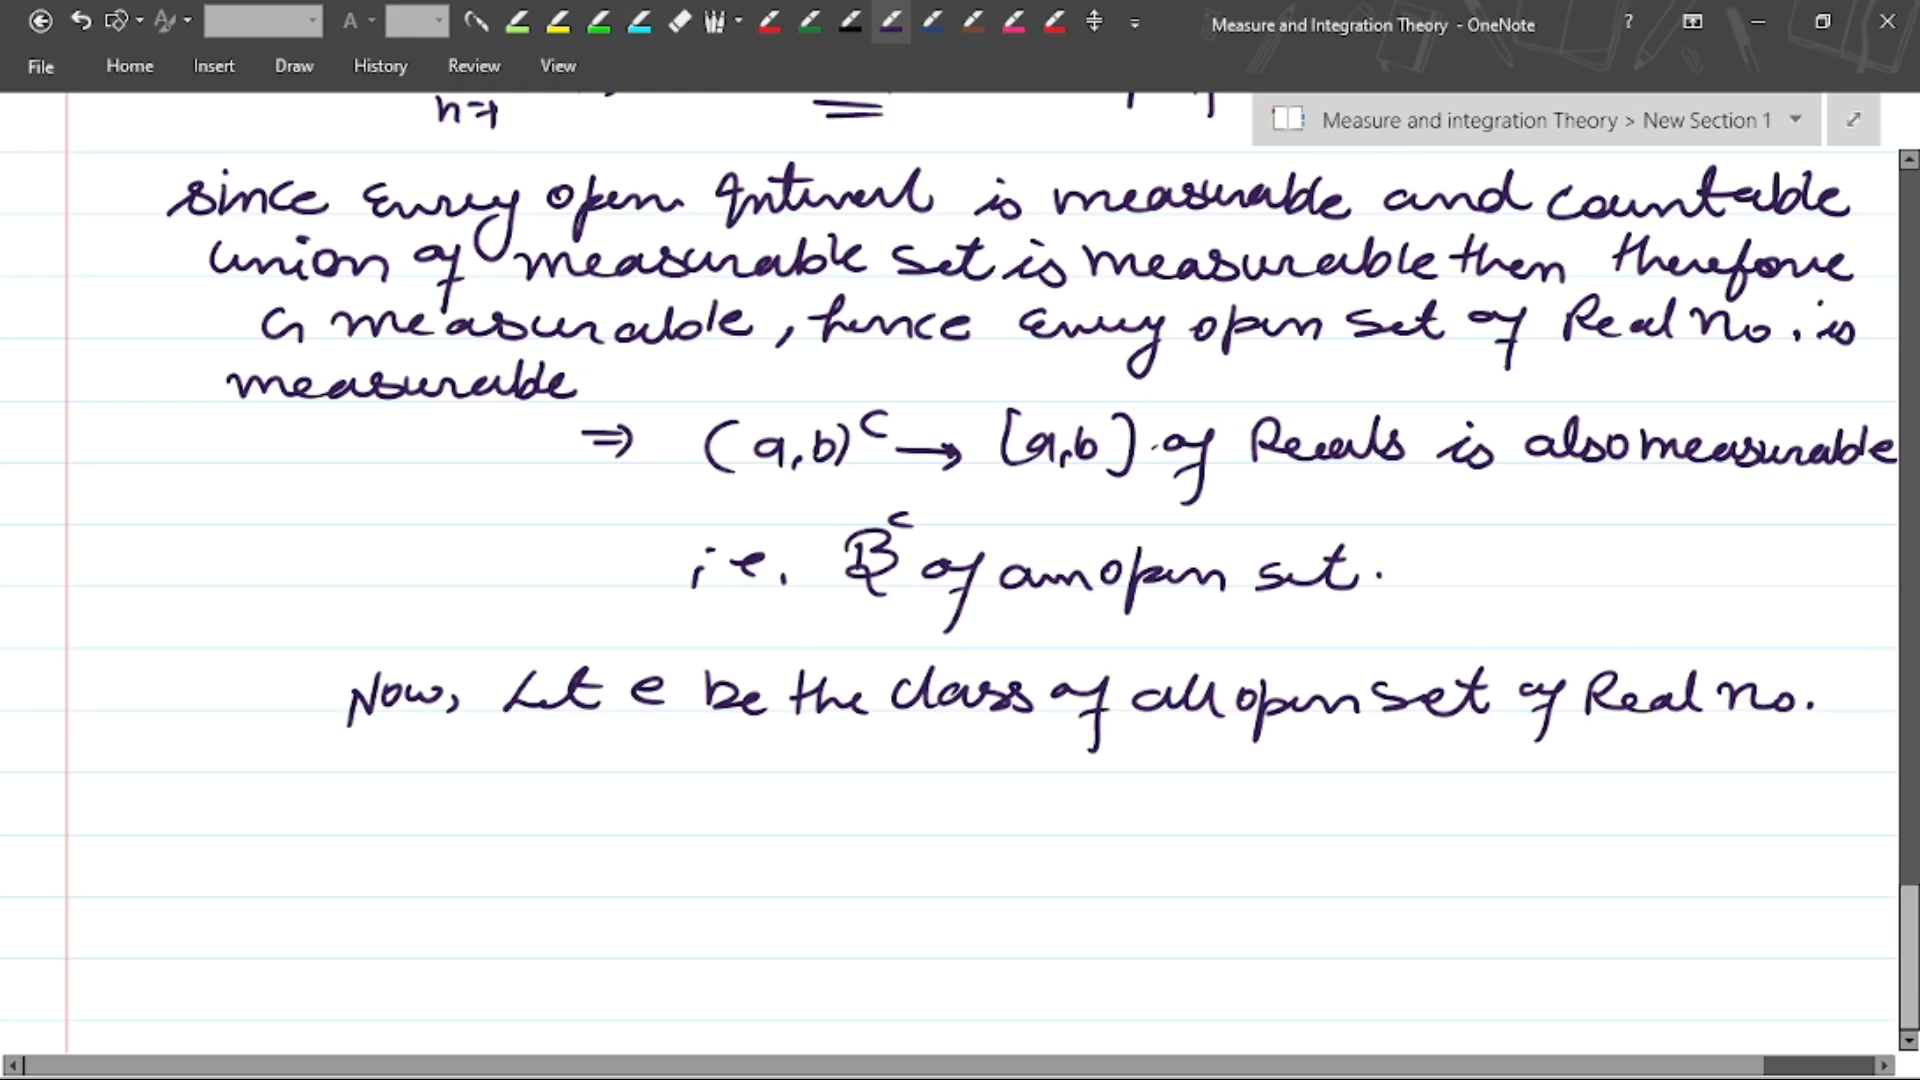 Measure and Integration Theory - OneNote
File Home Insert Draw History Review View
n=1
Measure and integration Theory > New Section 1
since Every open Interval is measurable and countable
union of measurable set is measurable then therefore
G measurable, hence Every open set of Real no. is
measurable
⇒ (a,b)^c → [a,b] of Reals is also measurable
i.e. of an open set.
Now, Let e be the class of all open set of Real no.